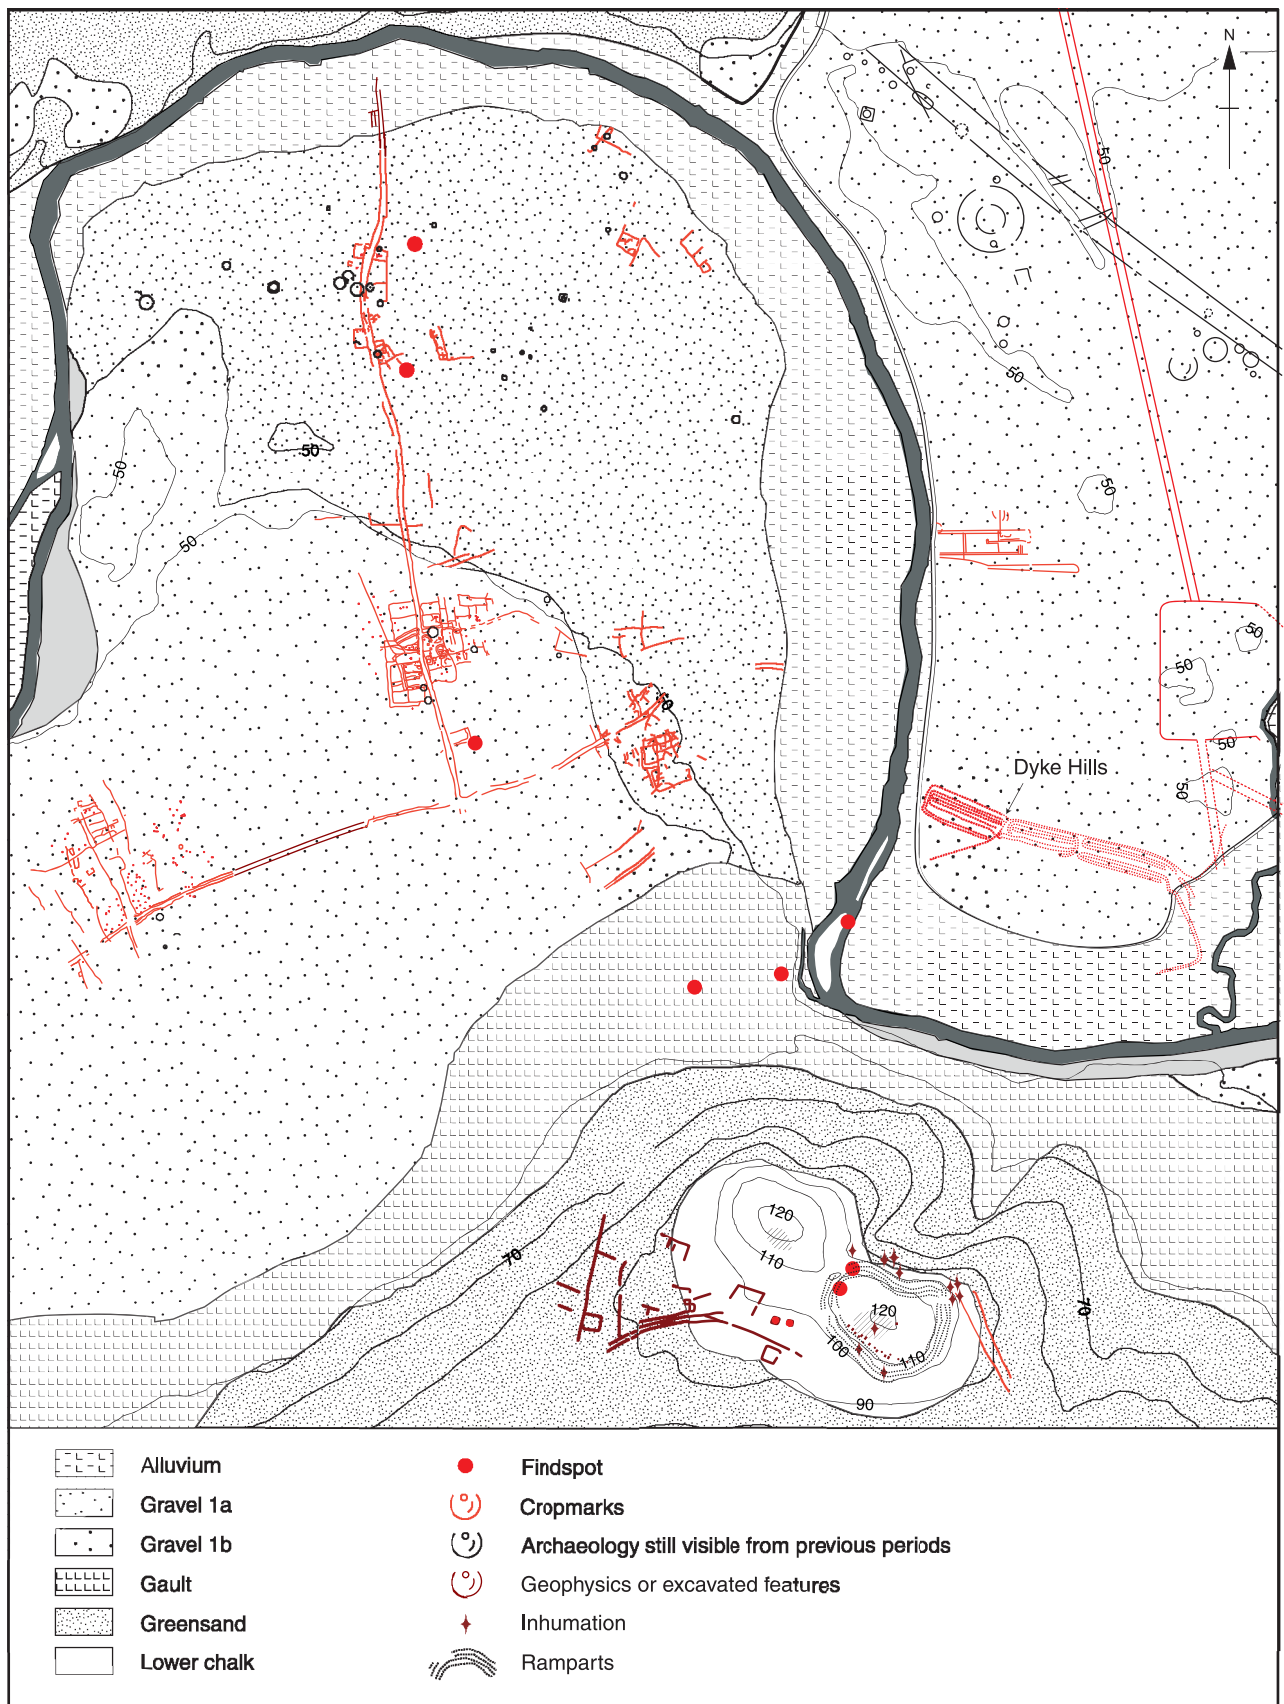 N
50
50
50
50
50
50
50
50
50
50
50
50
Dyke Hills
120
110
70
120
100
110
70
90
Alluvium
Findspot
Gravel 1a
Cropmarks
Gravel 1b
Archaeology still visible from previous periods
Gault
Geophysics or excavated features
Greensand
Inhumation
Lower chalk
Ramparts